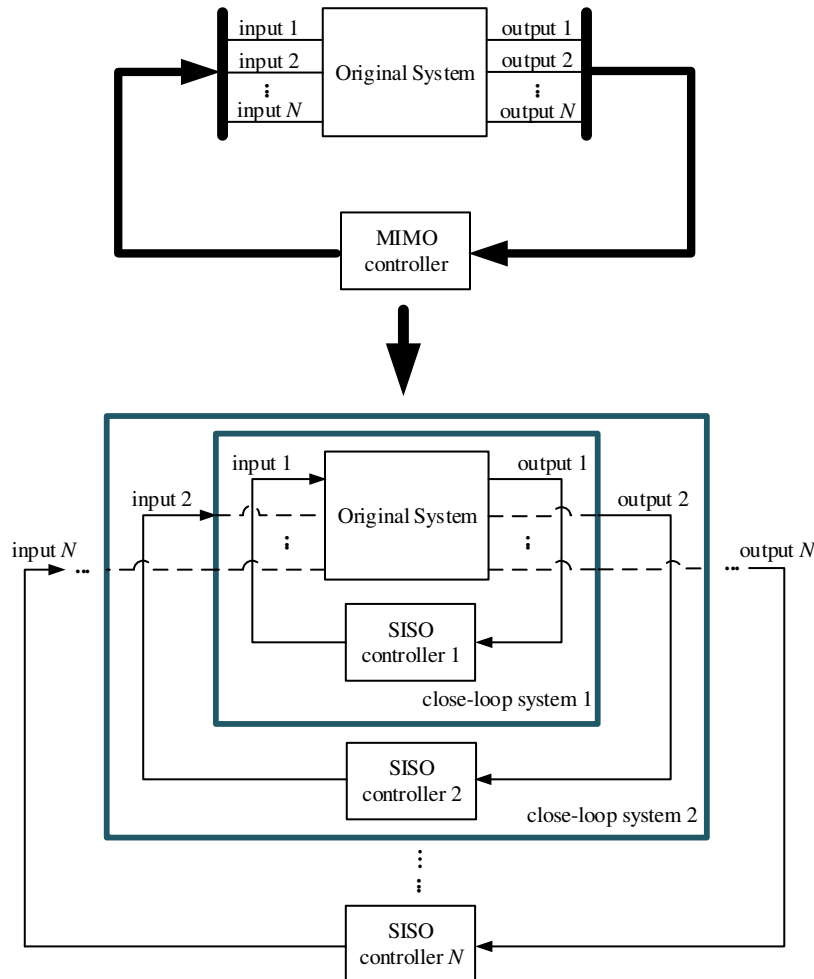 input 1
output 1
input 2
output 2
Original System
input N
output N
MIMO
controller
input 1
output 1
input 2
output 2
Original System
input N
output N
SISO
controller 1
close-loop system 1
SISO
controller 2
close-loop system 2
SISO
controller N